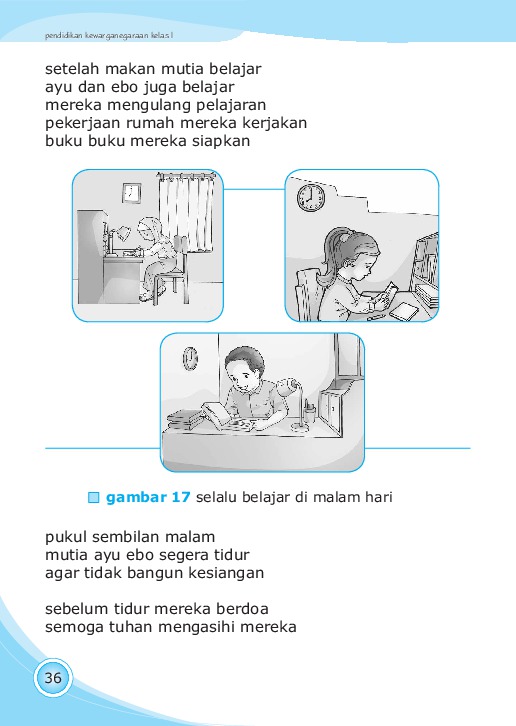 pendidikan kewarganegaraan kelas I
setelah makan mutia belajar
ayu dan ebo juga belajar
mereka mengulang pelajaran
pekerjaan rumah mereka kerjakan
buku buku mereka siapkan
gambar 17 selalu belajar di malam hari
pukul sembilan malam
mutia ayu ebo segera tidur
agar tidak bangun kesiangan
sebelum tidur mereka berdoa
semoga tuhan mengasihi mereka
36